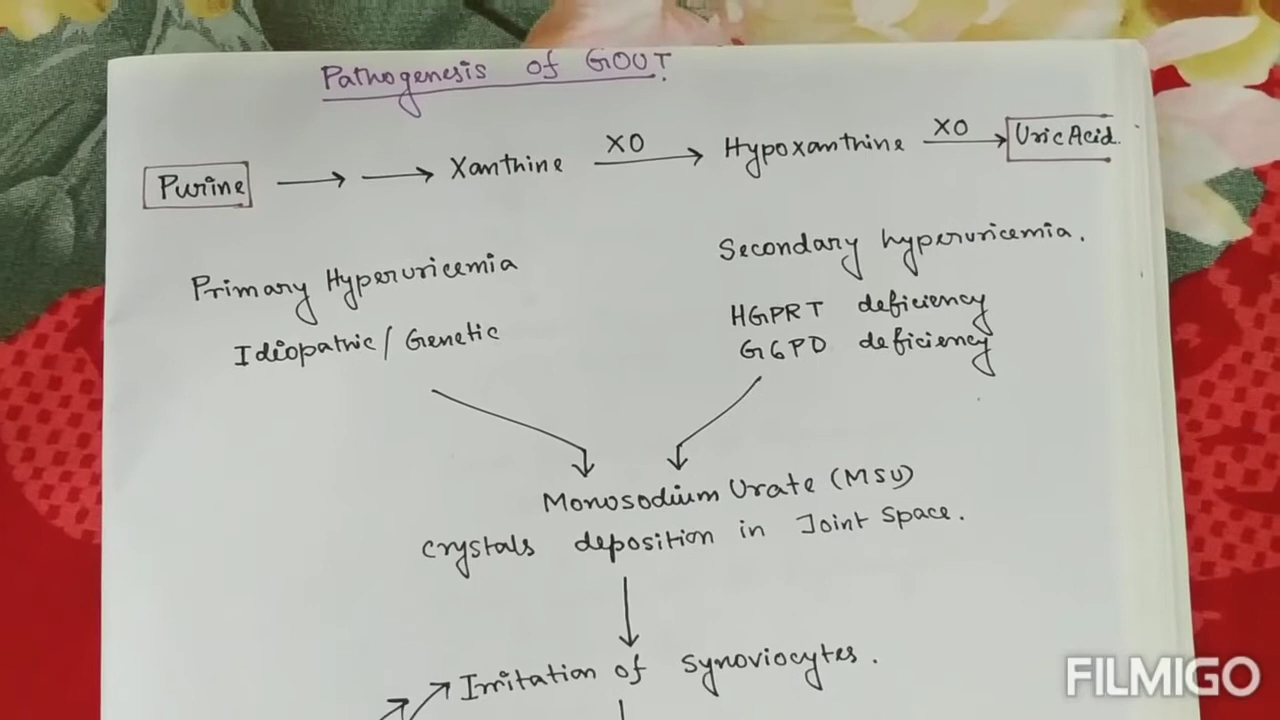 Pathogenesis of GOUT.
Purine → → Xanthine XO → Hypoxanthine XO → Uric Acid.
Primary Hyperuricemia
Idiopathic / Genetic
Secondary hyperuricemia.
HGPRT deficiency
G6PD deficiency
Monosodium Urate (MSU)
crystals deposition in Joint Space.
Irritation of synoviocytes.
FILMIGO